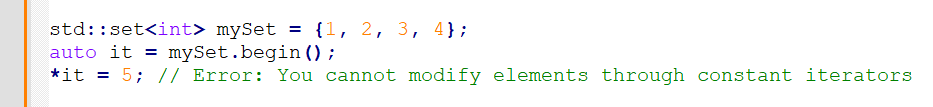 std::set<int> mySet = {1, 2, 3, 4};
auto it = mySet.begin();
*it = 5; // Error: You cannot modify elements through constant iterators